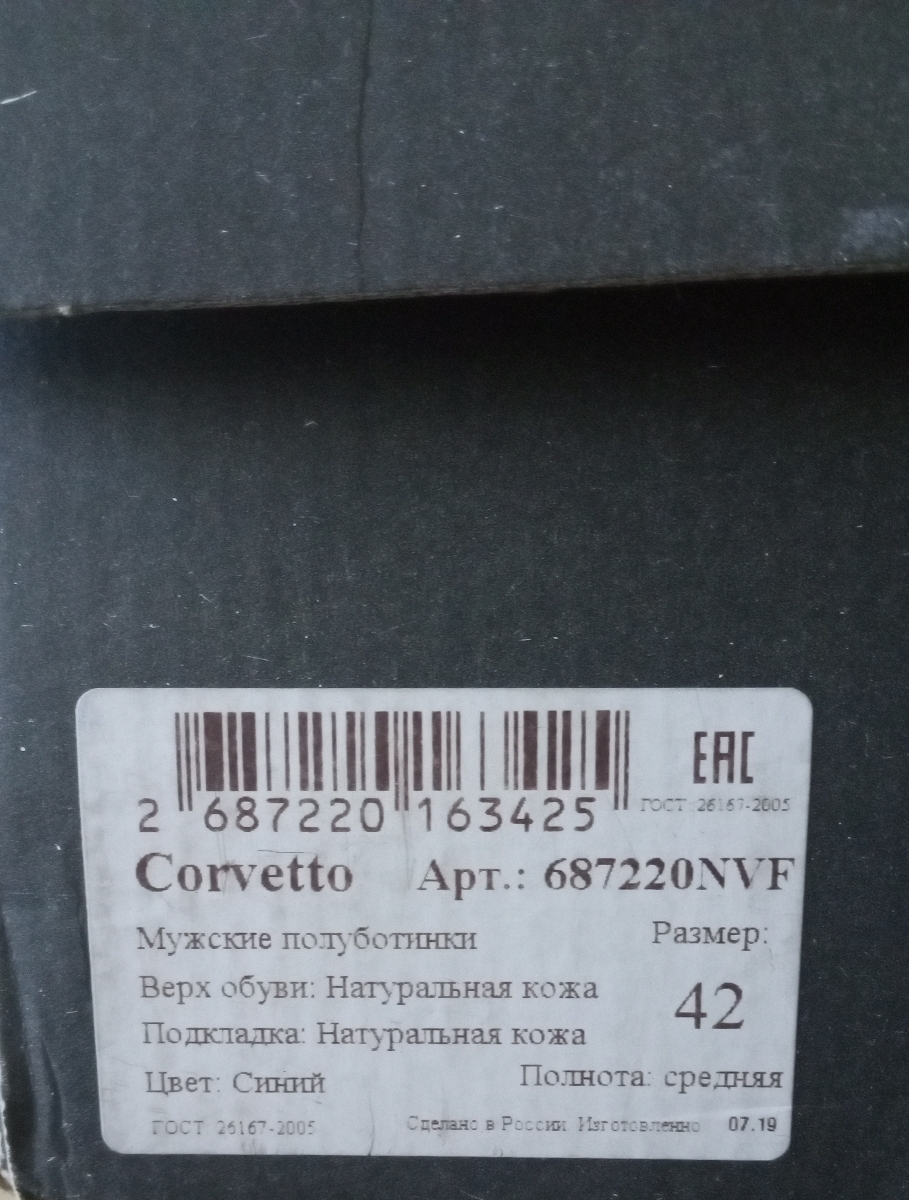 EAC
2 687220 163425
ГОСТ 26167-2005
Corvetto Арт.: 687220NVF
Мужские полуботинки
Размер:
Верх обуви: Натуральная кожа
42
Подкладка: Натуральная кожа
Цвет: Синий
Полнота: средняя
ГОСТ 26167-2005
Сделано в России Изготовленно 07.19